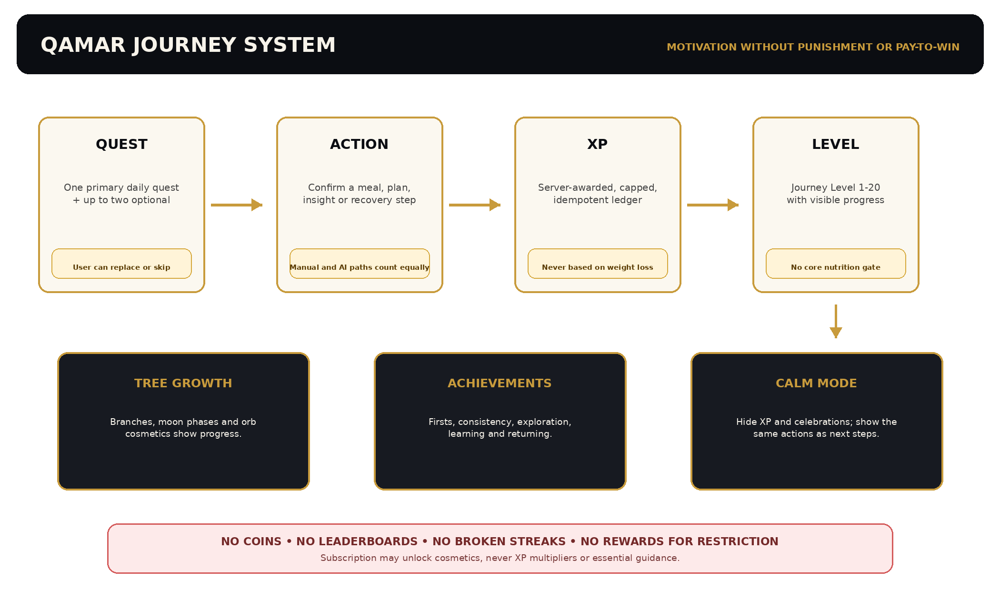 QAMAR JOURNEY SYSTEM
MOTIVATION WITHOUT PUNISHMENT OR PAY-TO-WIN
QUEST
One primary daily quest
+ up to two optional
User can replace or skip
ACTION
Confirm a meal, plan,
insight or recovery step
Manual and AI paths count equally
XP
Server-awarded, capped,
idempotent ledger
Never based on weight loss
LEVEL
Journey Level 1-20
with visible progress
No core nutrition gate
TREE GROWTH
Branches, moon phases and orb
cosmetics show progress.
ACHIEVEMENTS
Firsts, consistency, exploration,
learning and returning.
CALM MODE
Hide XP and celebrations; show the
same actions as next steps.
NO COINS • NO LEADERBOARDS • NO BROKEN STREAKS • NO REWARDS FOR RESTRICTION
Subscription may unlock cosmetics, never XP multipliers or essential guidance.